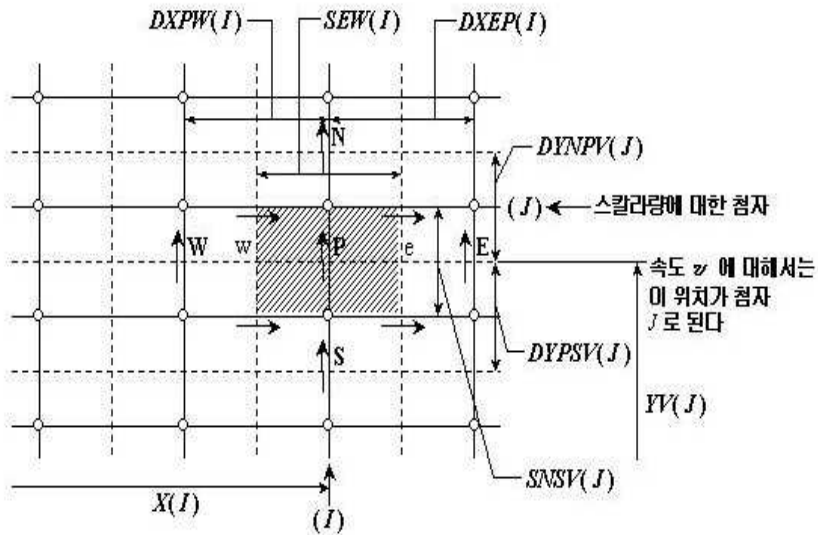 DXPW(I) SEW(I) DXEP(I)
N
DYNPV(J)
(J) 스칼라량에 대한 첨자
W w P e E
속도 v 에 대해서는
이 위치가 첨자
J 로 된다
S
DYPSV(J)
YV(J)
SNSV(J)
X(I)
(I)